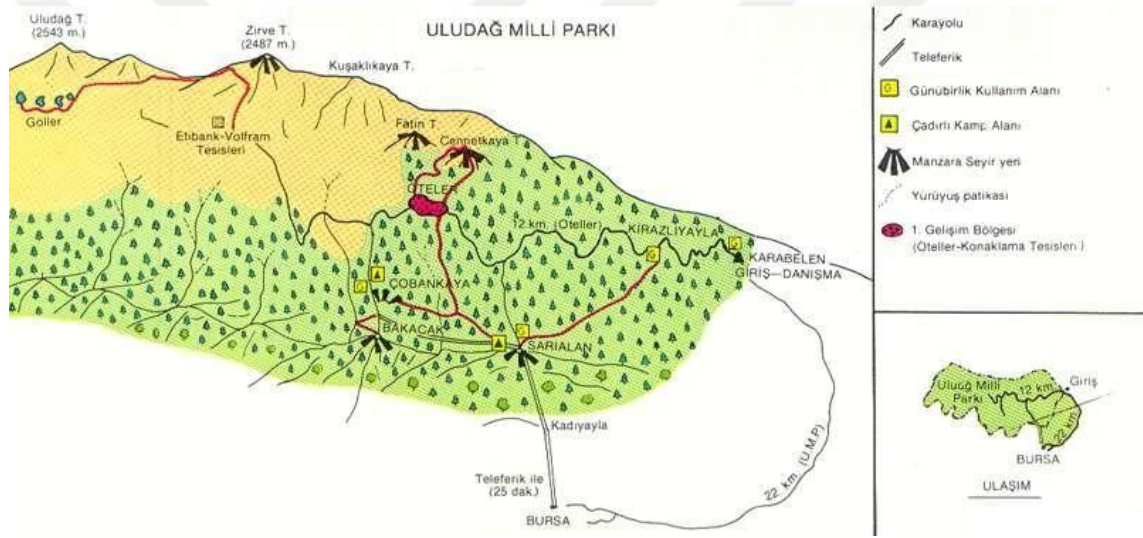 ULUDAĞ MİLLİ PARKI
Uludağ T.
(2543 m.)
Zirve T.
(2487 m.)
Kuşaklıkaya T.
Göller
Etibank-Volfram
Tesisleri
Fatin T.
Cennetkaya T.
OTELLER
12 km. (Oteller)
KİRAZLIYAYLA
KARABELEN
GİRİŞ—DANIŞMA
ÇOBANKAYA
BAKACAK
SARIALAN
Kadıyayla
Teleferik ile
(25 dak.)
BURSA
22 km. (U.M.P)
Karayolu
Teleferik
G
Günübirlik Kullanım Alanı
Çadırlı Kamp Alanı
Manzara Seyir yeri
Yürüyüş patikası
1. Gelişim Bölgesi
(Oteller-Konaklama Tesisleri)
Uludğ Milli
Parkı
12 km.
Giriş
22 km.
BURSA
ULAŞIM